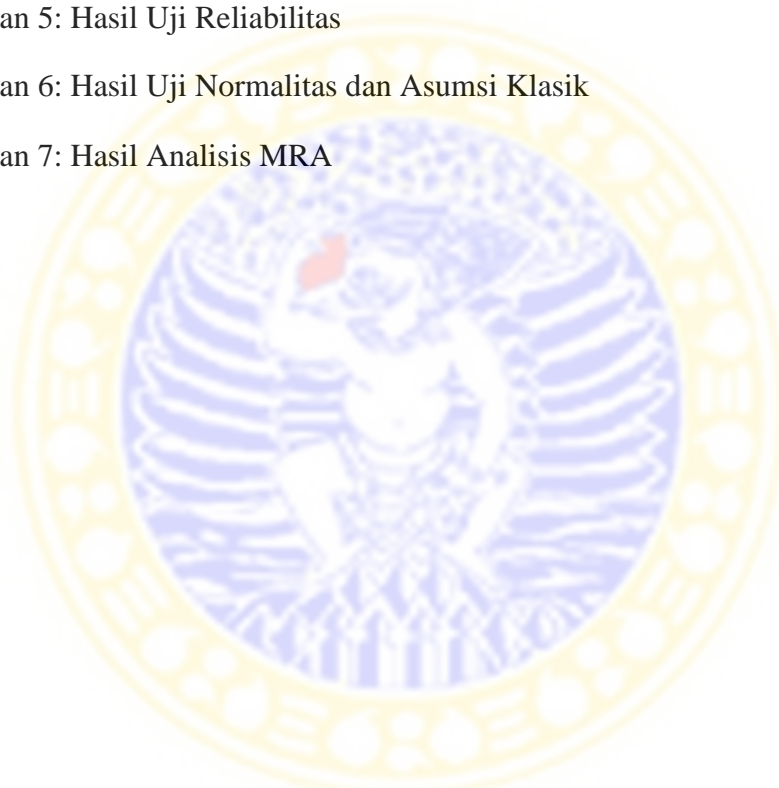 an 5: Hasil Uji Reliabilitas
an 6: Hasil Uji Normalitas dan Asumsi Klasik
an 7: Hasil Analisis MRA